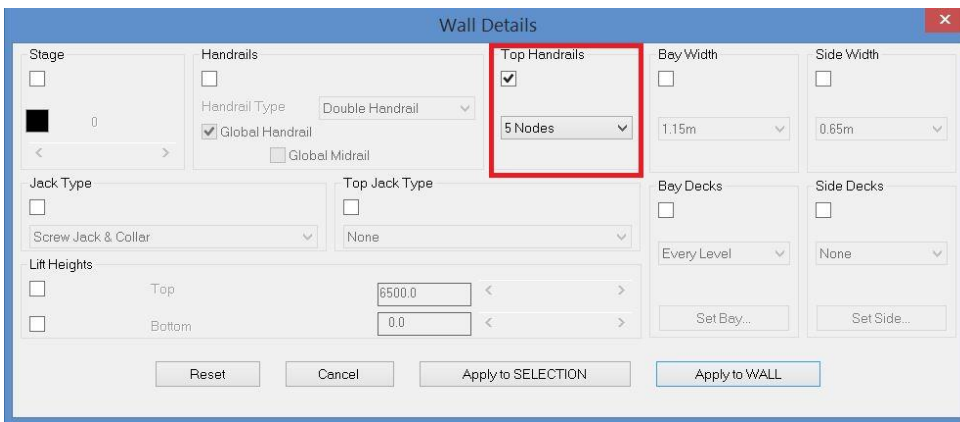 Wall Details
Stage
0
Handrails
Handrail Type Double Handrail
Global Handrail
Global Midrail
Top Handrails
5 Nodes
Bay Width
1.15m
Side Width
0.65m
Jack Type
Screw Jack & Collar
Top Jack Type
None
Bay Decks
Every Level
Set Bay...
Side Decks
None
Set Side...
Lift Heights
Top 6500.0
Bottom 0.0
Reset Cancel Apply to SELECTION Apply to WALL